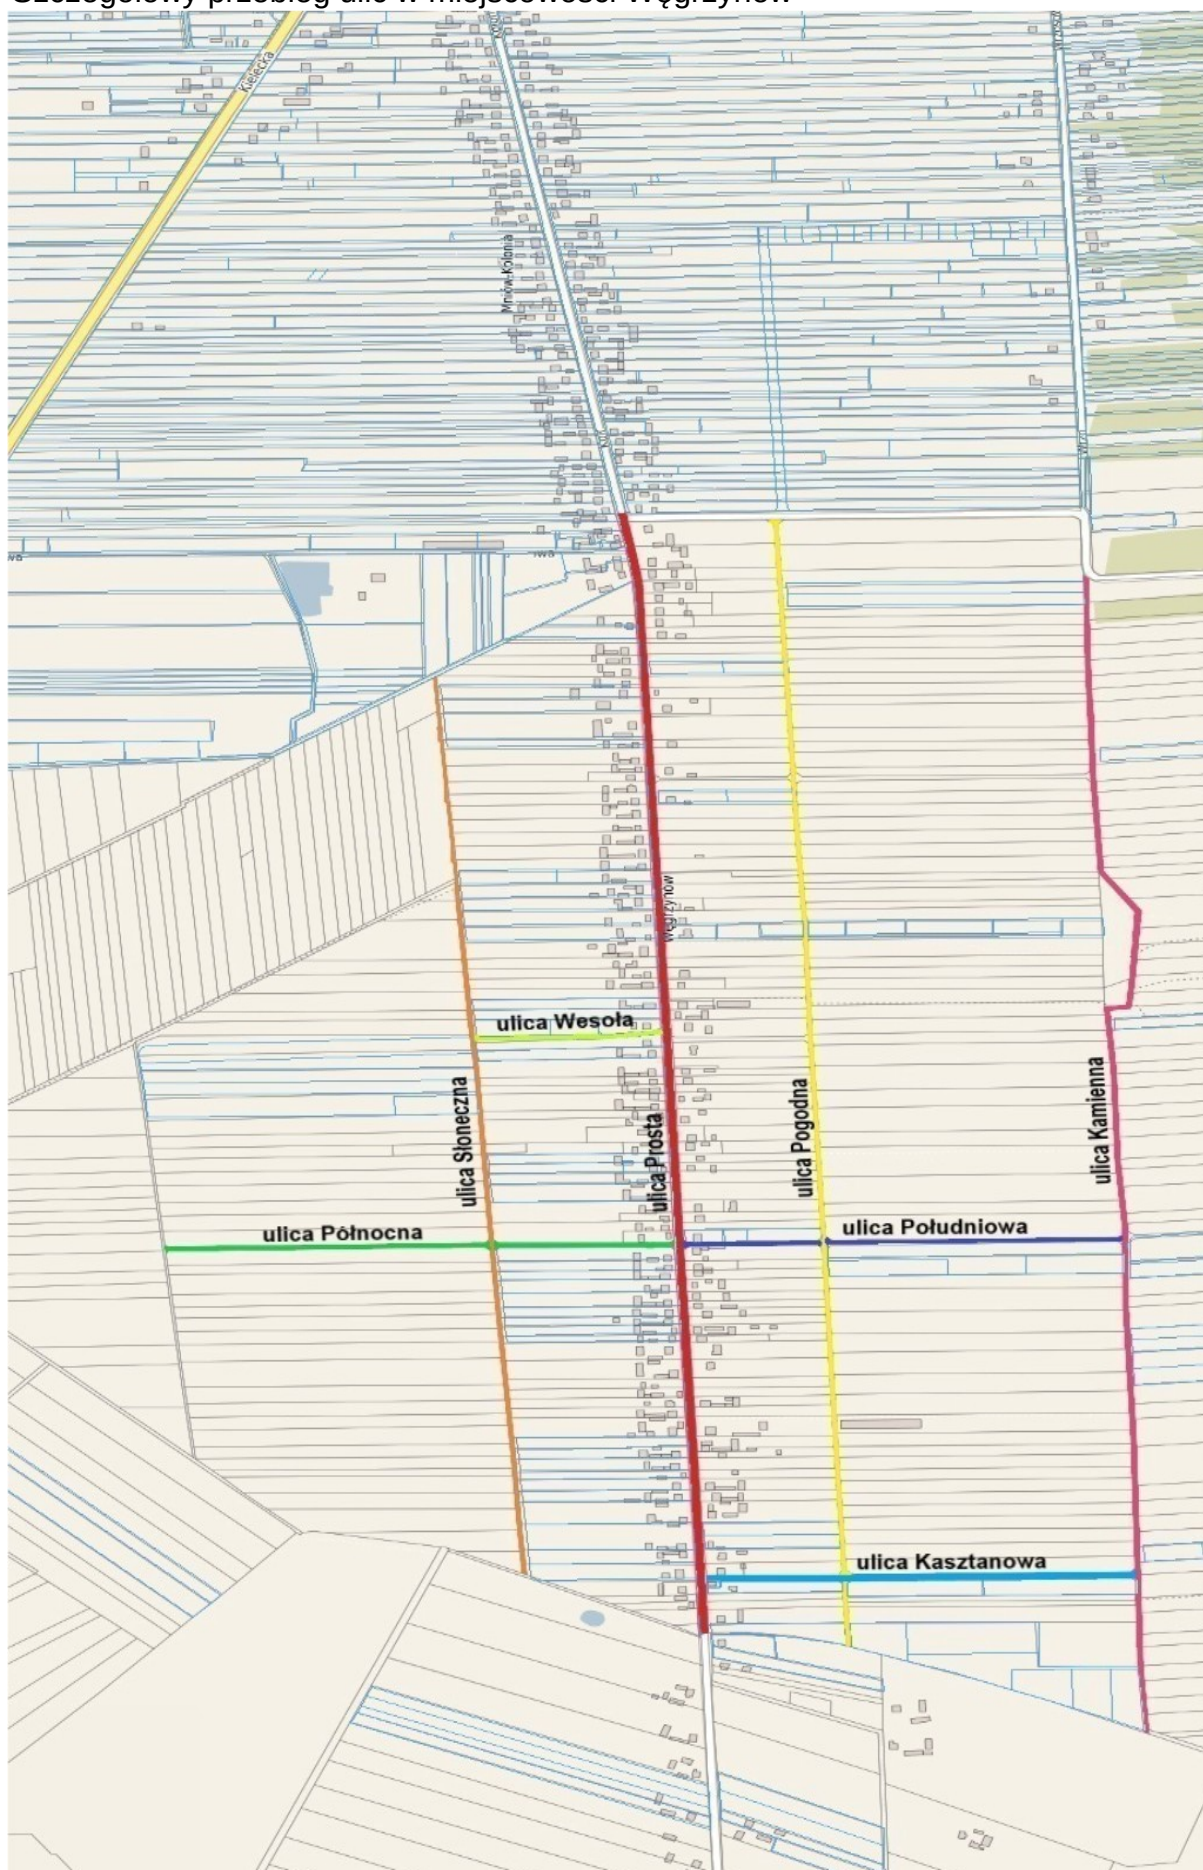 Szczegółowy przebieg ulic w miejscowości Węgrzynów
Kielecka
Mniów-Kolonia
Węgrzynów
ulica Wesoła
ulica Słoneczna
ulica Prosta
ulica Pogodna
ulica Kamienna
ulica Północna
ulica Południowa
ulica Kasztanowa